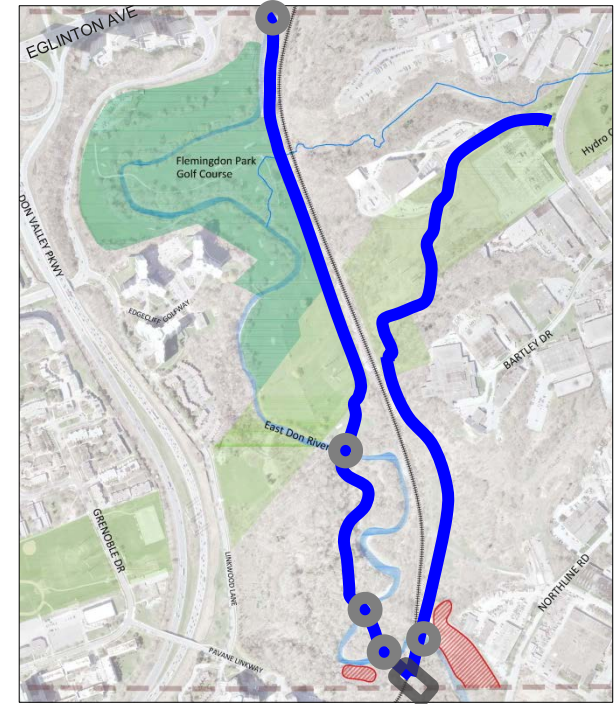 EGLINTON AVE
Flemingdon Park
Golf Course
Hydro
DON VALLEY PKWY
EDGECLIFF GOLFWAY
BARTLEY DR
East Don River
GRENOBLE DR
LINKWOOD LANE
NORTHLINE RD
PAVANE LINKWAY